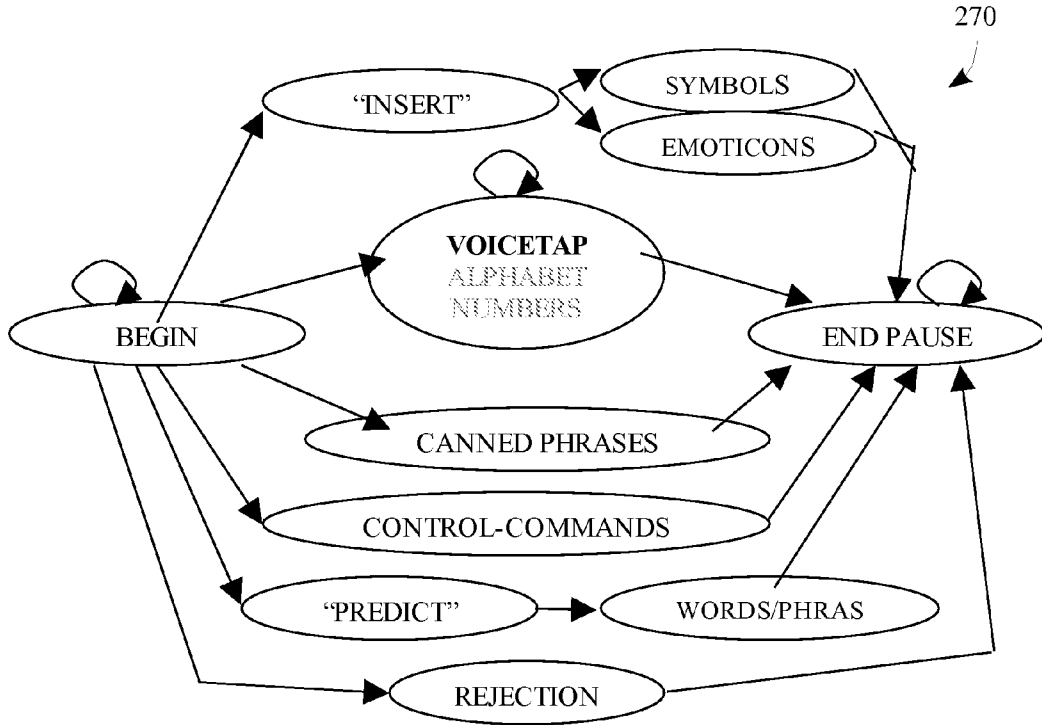 270
“INSERT”
SYMBOLS
EMOTICONS
VOICETAP
ALPHABET
NUMBERS
BEGIN
END PAUSE
CANNED PHRASES
CONTROL-COMMANDS
“PREDICT”
WORDS/PHRAS
REJECTION